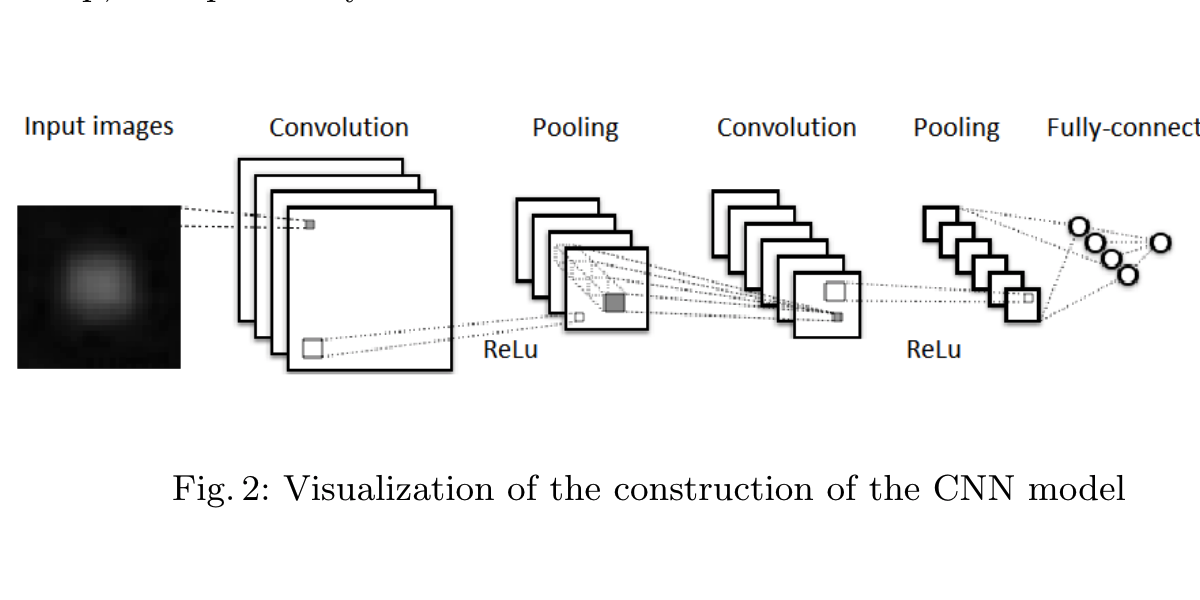 Input images Convolution Pooling Convolution Pooling Fully-connect
ReLu ReLu
Fig. 2: Visualization of the construction of the CNN model